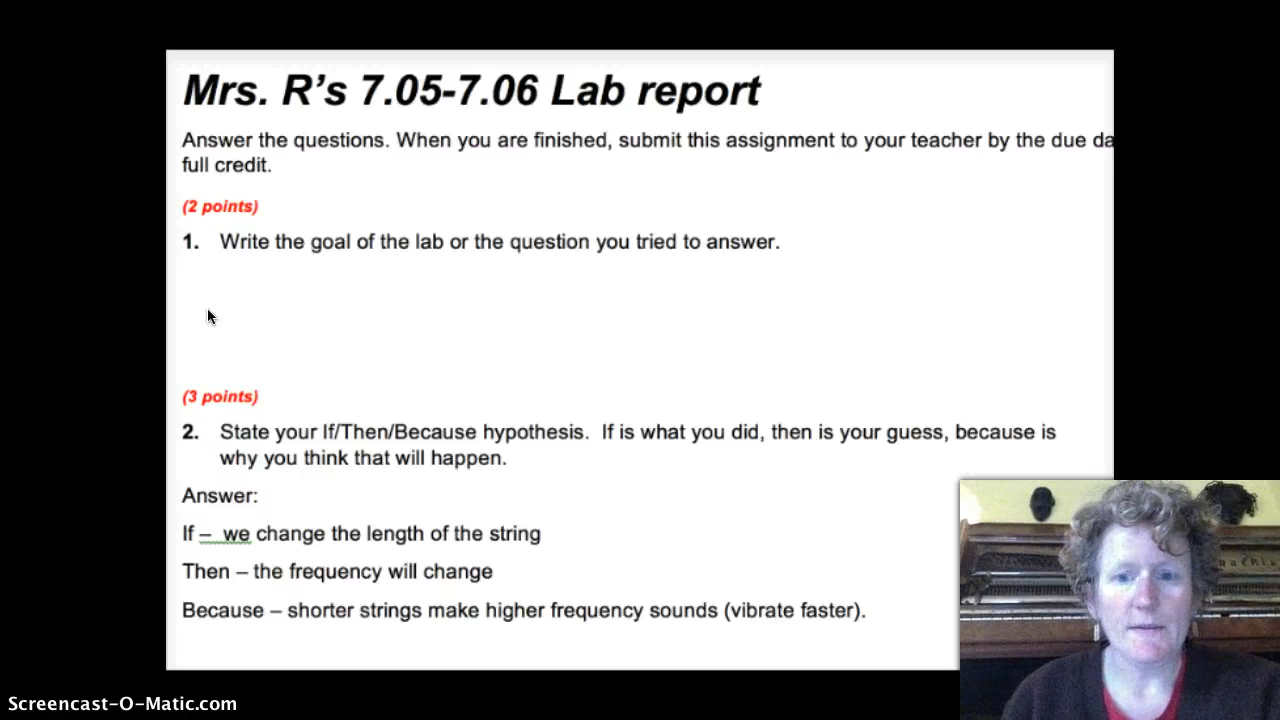 Mrs. R's 7.05-7.06 Lab report
Answer the questions. When you are finished, submit this assignment to your teacher by the due da
full credit.
(2 points)
1. Write the goal of the lab or the question you tried to answer.
(3 points)
2. State your If/Then/Because hypothesis. If is what you did, then is your guess, because is
why you think that will happen.
Answer:
If – we change the length of the string
Then – the frequency will change
Because – shorter strings make higher frequency sounds (vibrate faster).
Screencast-O-Matic.com